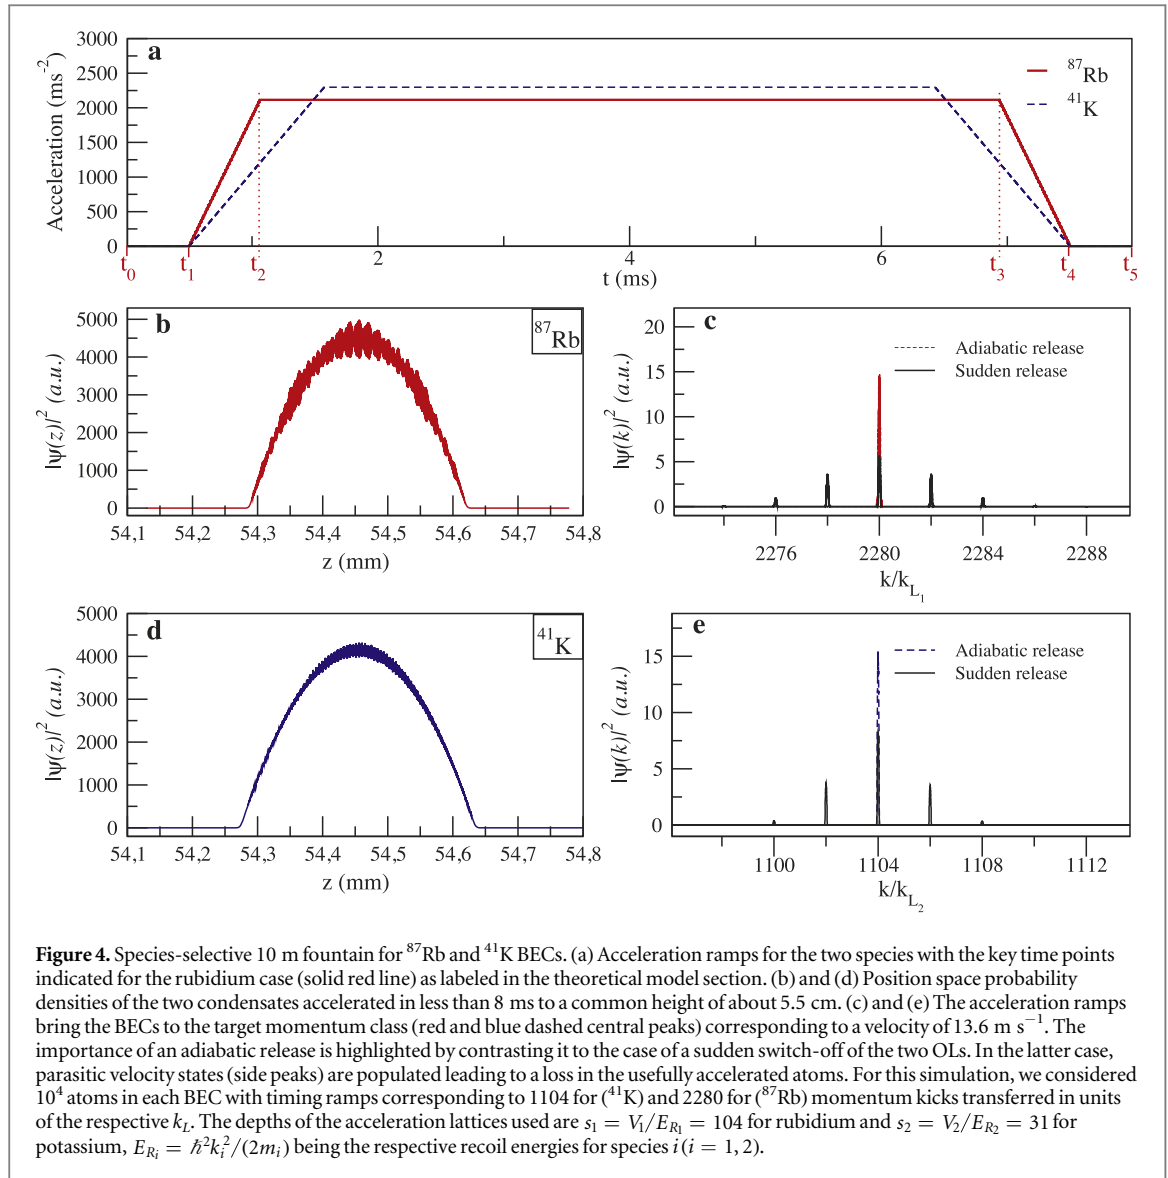 a
Acceleration (ms⁻²)
3000
2500
2000
1500
1000
500
0
⁸⁷Rb
⁴¹K
t₀ t₁ t₂ 2 4 6 t₃ t₄ t₅
t (ms)
b
⁸⁷Rb
|ψ(z)|² (a.u.)
5000
4000
3000
2000
1000
0
54,1 54,2 54,3 54,4 54,5 54,6 54,7 54,8
z (mm)
c
Adiabatic release
Sudden release
|ψ(k)|² (a.u.)
20
15
10
5
0
2276 2280 2284 2288
k/k_L₁
d
⁴¹K
|ψ(z)|² (a.u.)
5000
4000
3000
2000
1000
0
54,1 54,2 54,3 54,4 54,5 54,6 54,7 54,8
z (mm)
e
Adiabatic release
Sudden release
|ψ(k)|² (a.u.)
15
10
5
0
1100 1104 1108 1112
k/k_L₂
Figure 4. Species-selective 10 m fountain for ⁸⁷Rb and ⁴¹K BECs. (a) Acceleration ramps for the two species with the key time points
indicated for the rubidium case (solid red line) as labeled in the theoretical model section. (b) and (d) Position space probability
densities of the two condensates accelerated in less than 8 ms to a common height of about 5.5 cm. (c) and (e) The acceleration ramps
bring the BECs to the target momentum class (red and blue dashed central peaks) corresponding to a velocity of 13.6 m s⁻¹. The
importance of an adiabatic release is highlighted by contrasting it to the case of a sudden switch-off of the two OLs. In the latter case,
parasitic velocity states (side peaks) are populated leading to a loss in the usefully accelerated atoms. For this simulation, we considered
10⁴ atoms in each BEC with timing ramps corresponding to 1104 for (⁴¹K) and 2280 for (⁸⁷Rb) momentum kicks transferred in units
of the respective k_L. The depths of the acceleration lattices used are s₁ = V₁/E_R₁ = 104 for rubidium and s₂ = V₂/E_R₂ = 31 for
potassium, E_Rᵢ = ℏ²kᵢ²/(2mᵢ) being the respective recoil energies for species i(i = 1, 2).